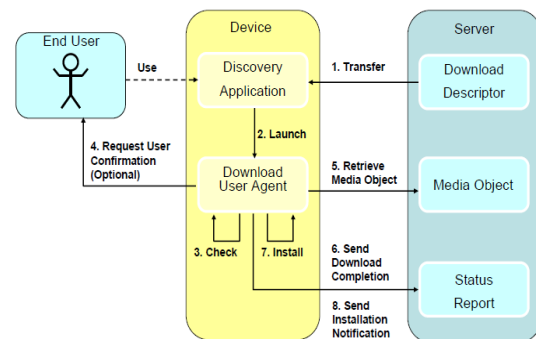 Device
Server
End User
Use
Discovery
Application
1. Transfer
Download
Descriptor
2. Launch
4. Request User
Confirmation
(Optional)
Download
User Agent
5. Retrieve
Media Object
Media Object
3. Check
7. Install
6. Send
Download
Completion
Status
Report
8. Send
Installation
Notification